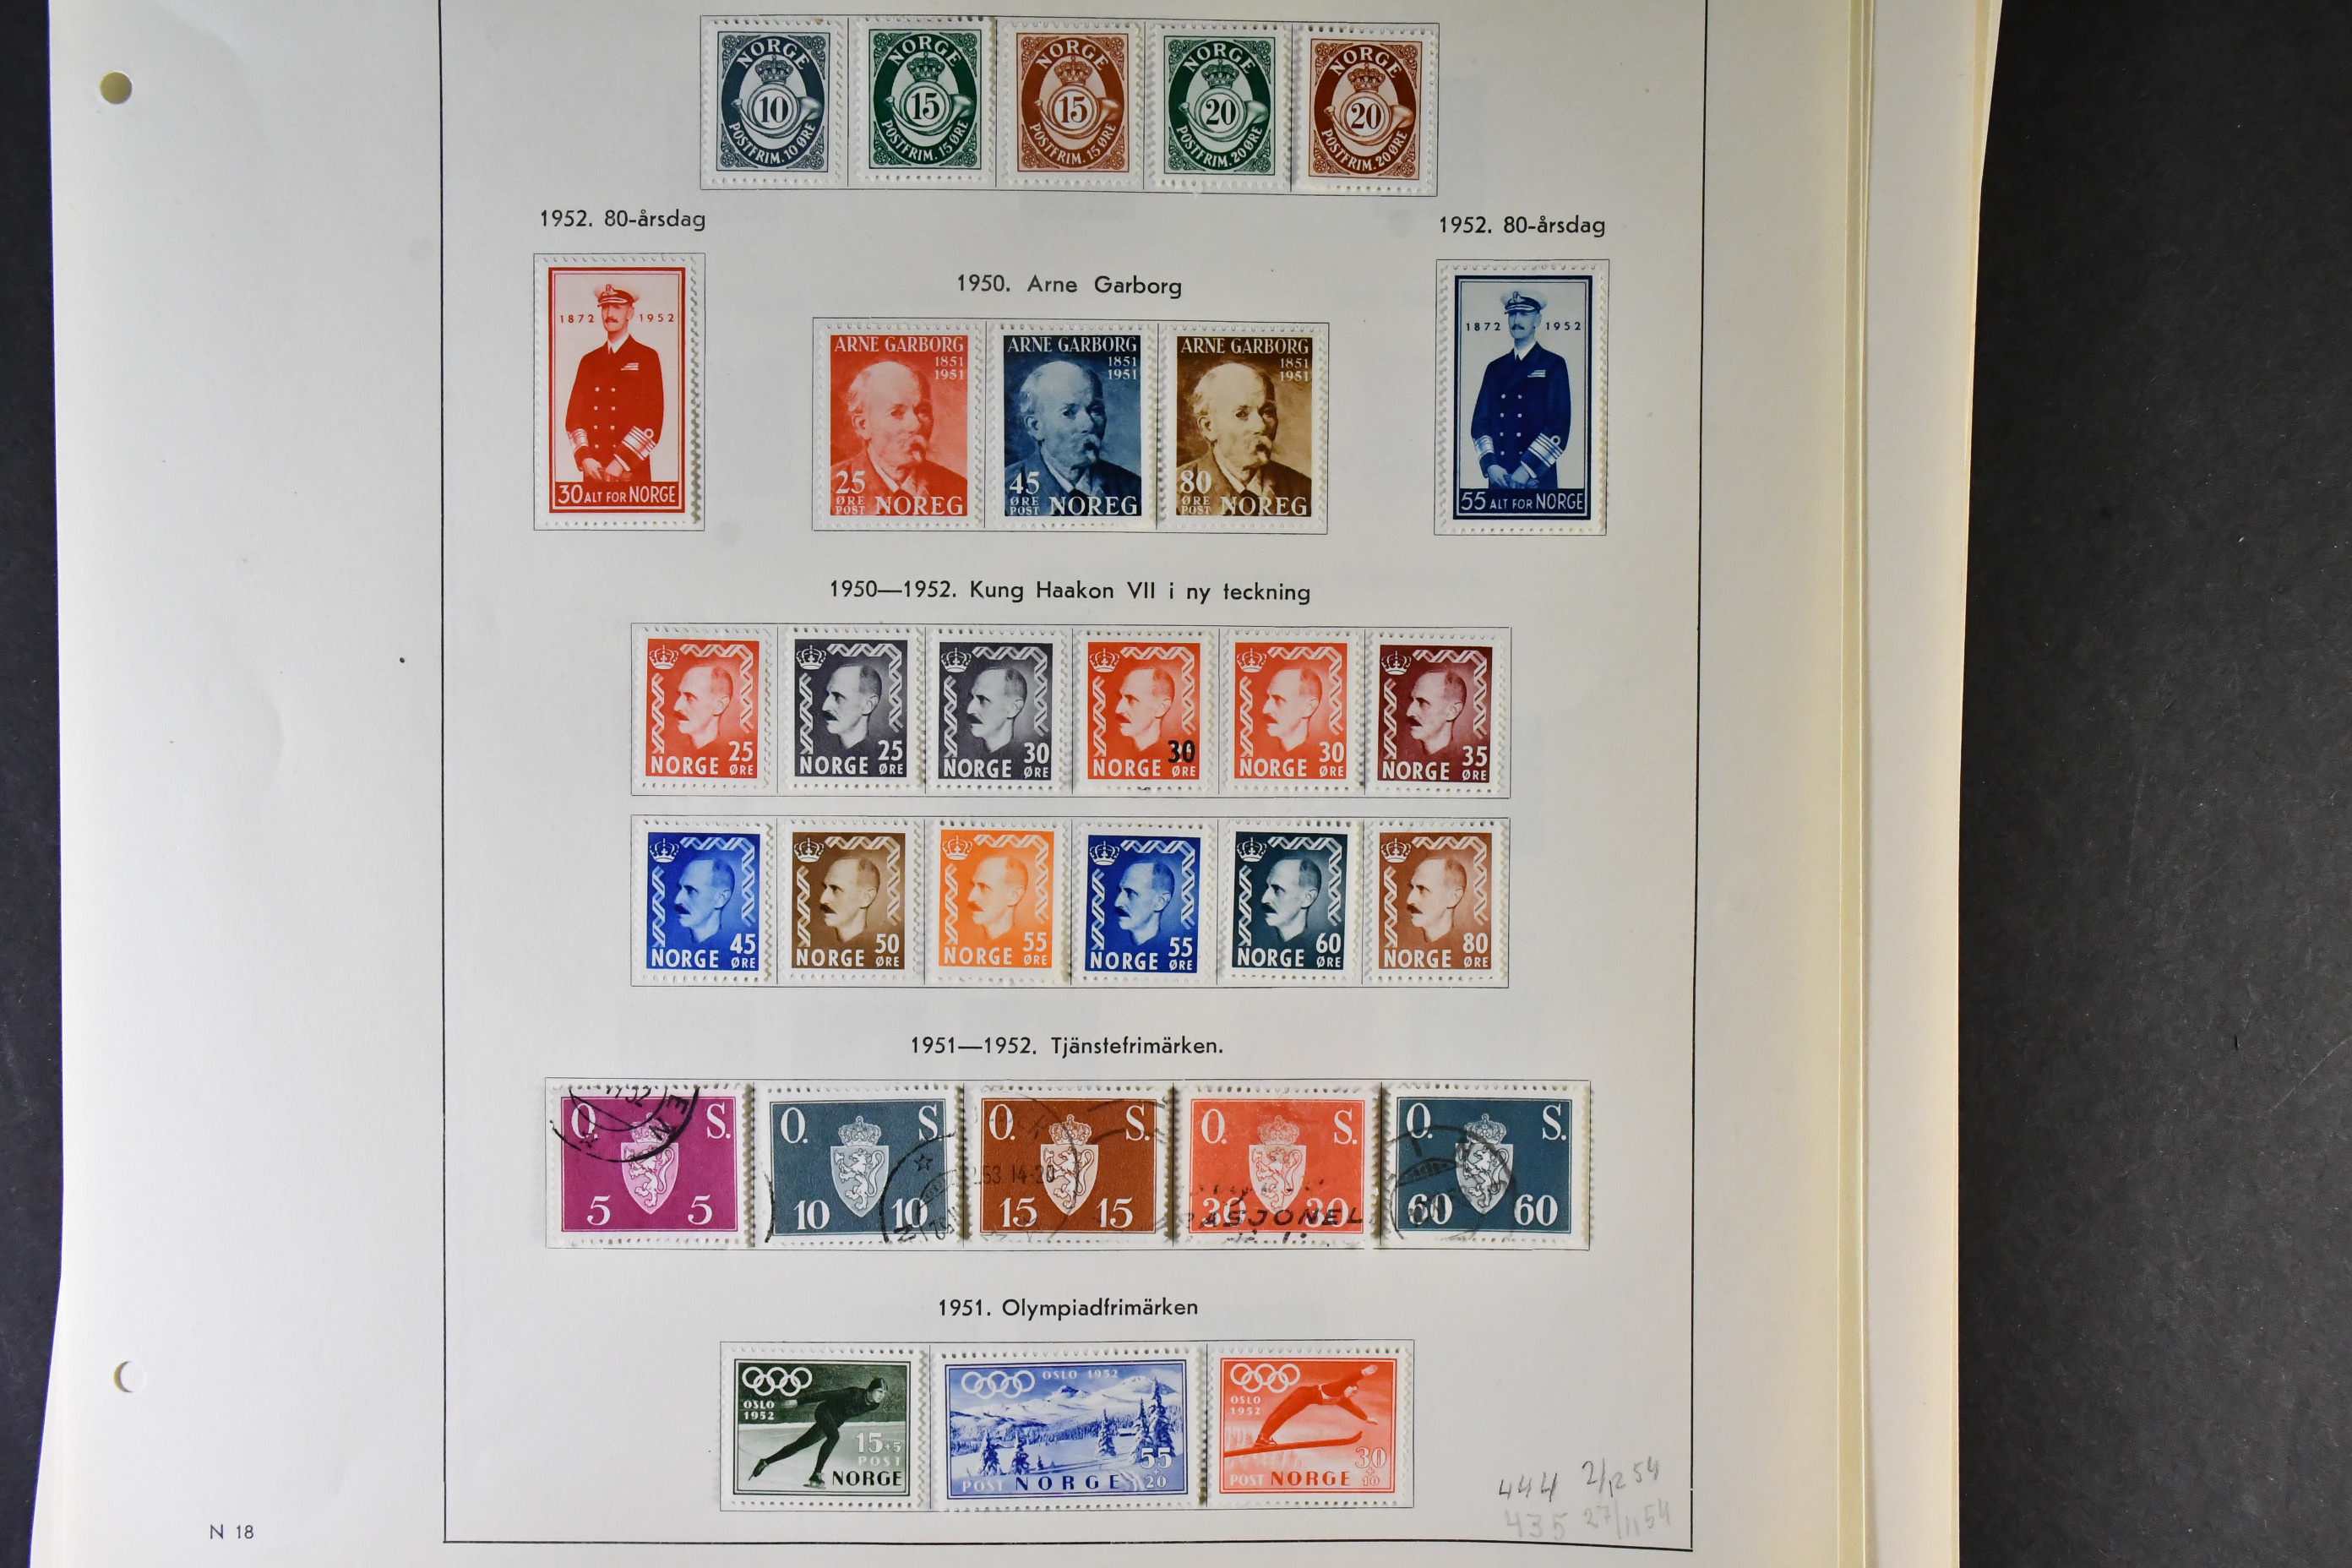 NORGE 10 POSTFRIM. 10 ØRE
NORGE 15 POSTFRIM. 15 ØRE
NORGE 15 POSTFRIM. 15 ØRE
NORGE 20 POSTFRIM. 20 ØRE
NORGE 20 POSTFRIM. 20 ØRE
1952. 80-årsdag
1952. 80-årsdag
1872 1952
30 ALT FOR NORGE
1950. Arne Garborg
ARNE GARBORG
1851
1951
25
ØRE
POST NOREG
ARNE GARBORG
1851
1951
45
ØRE
POST NOREG
ARNE GARBORG
1851
1951
80
ØRE
POST NOREG
1872 1952
55 ALT FOR NORGE
1950—1952. Kung Haakon VII i ny teckning
25
NORGE ØRE
25
NORGE ØRE
30
NORGE ØRE
30
NORGE ØRE
30
NORGE ØRE
35
NORGE ØRE
45
NORGE ØRE
50
NORGE ØRE
55
NORGE ØRE
55
NORGE ØRE
60
NORGE ØRE
80
NORGE ØRE
1951—1952. Tjänstefrimärken.
O. S.
5 5
O. S.
10 10
O. S.
53 14-20
15 15
O. S.
30 30
ASJONEL
O. S.
60 60
1951. Olympiadfrimärken
OSLO
1952
15+5
POST
NORGE
OSLO 1952
55
+
20
POST NORGE
OSLO
1952
30
+
10
POST NORGE
444 2/12 54
435 27/11 54
N 18